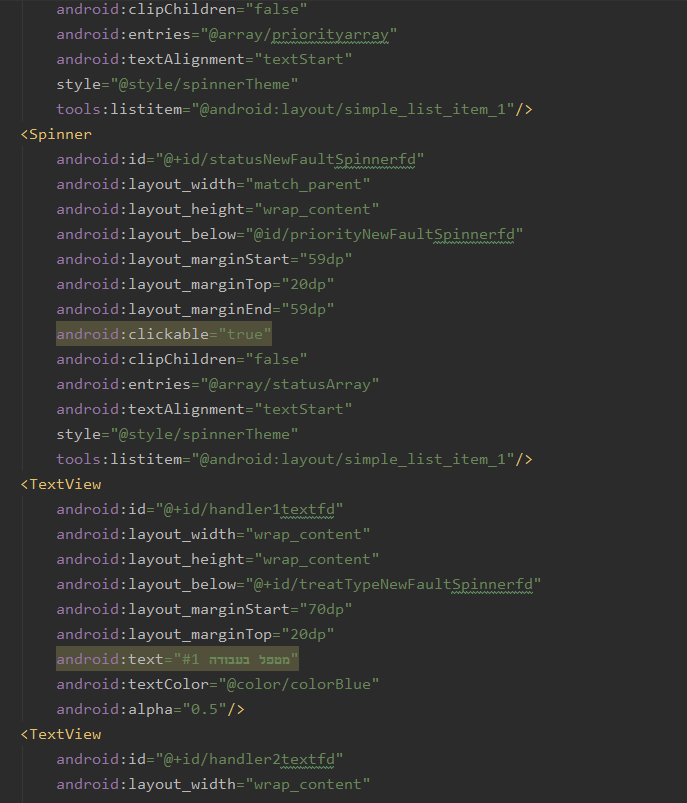 android:clipChildren="false"
android:entries="@array/priorityarray"
android:textAlignment="textStart"
style="@style/spinnerTheme"
tools:listitem="@android:layout/simple_list_item_1"/>
<Spinner
android:id="@+id/statusNewFaultSpinnerfd"
android:layout_width="match_parent"
android:layout_height="wrap_content"
android:layout_below="@id/priorityNewFaultSpinnerfd"
android:layout_marginStart="59dp"
android:layout_marginTop="20dp"
android:layout_marginEnd="59dp"
android:clickable="true"
android:clipChildren="false"
android:entries="@array/statusArray"
android:textAlignment="textStart"
style="@style/spinnerTheme"
tools:listitem="@android:layout/simple_list_item_1"/>
<TextView
android:id="@+id/handler1textfd"
android:layout_width="wrap_content"
android:layout_height="wrap_content"
android:layout_below="@+id/treatTypeNewFaultSpinnerfd"
android:layout_marginStart="70dp"
android:layout_marginTop="20dp"
android:text="#1 מטפל בעבודה"
android:textColor="@color/colorBlue"
android:alpha="0.5"/>
<TextView
android:id="@+id/handler2textfd"
android:layout_width="wrap_content"